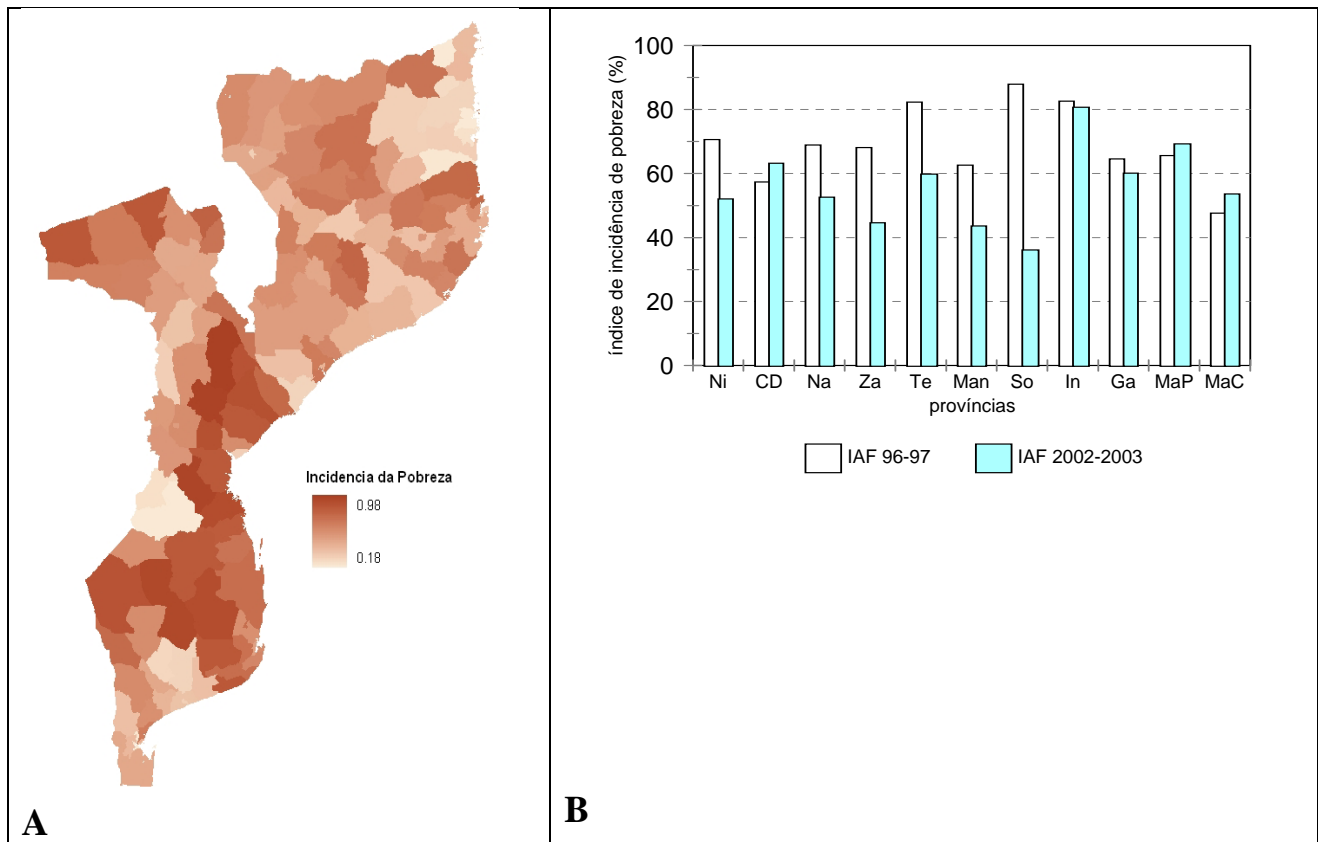 Incidencia da Pobreza
0.98
0.18
A
índice de incidência de pobreza (%)
100
80
60
40
20
0
Ni CD Na Za Te Man So In Ga MaP MaC
províncias
IAF 96-97 IAF 2002-2003
B